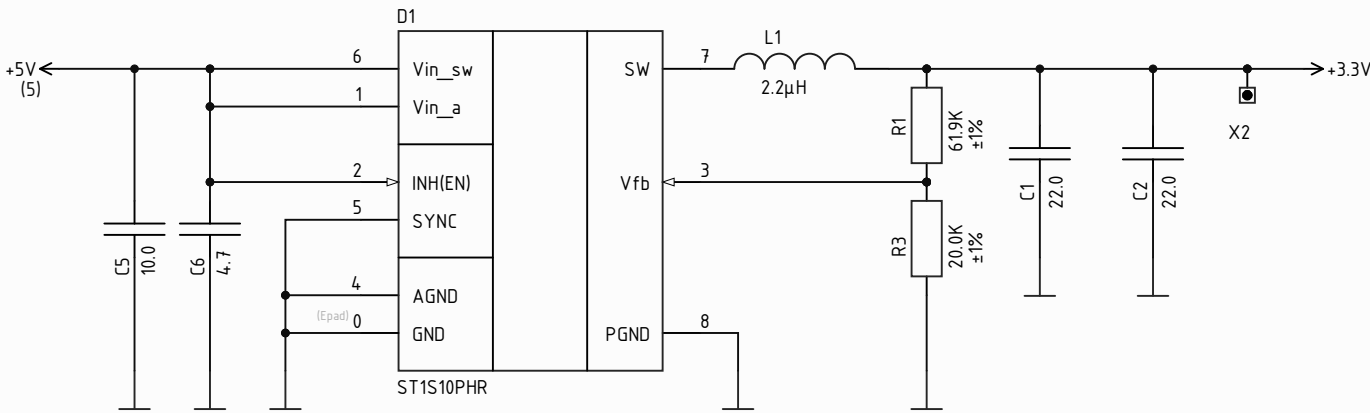 D1
+5V
(5)
6
Vin_sw
1
Vin_a
2
INH(EN)
5
SYNC
4
AGND
(Epad)
0
GND
ST1S10PHR
SW
7
Vfb
3
PGND
8
L1
2.2µH
R1
61.9K
±1%
R3
20.0K
±1%
C1
22.0
C2
22.0
X2
+3.3V
C5
10.0
C6
4.7